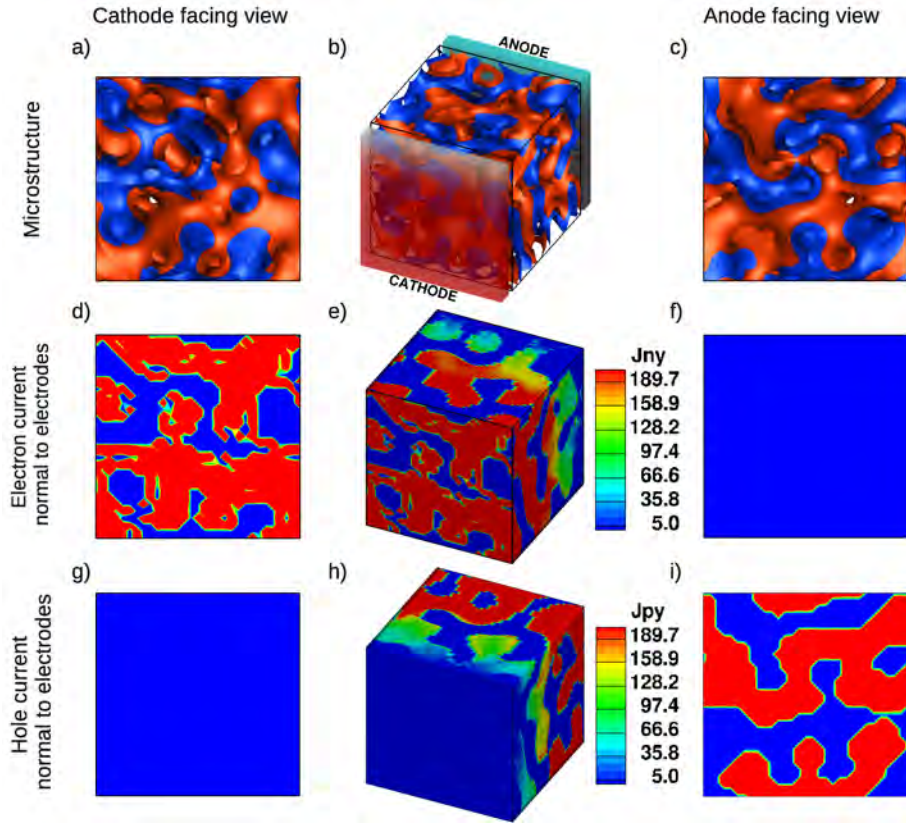 Cathode facing view
Anode facing view
a)
b)
c)
Microstructure
ANODE
CATHODE
d)
e)
f)
Electron current
normal to electrodes
Jny
189.7
158.9
128.2
97.4
66.6
35.8
5.0
g)
h)
i)
Hole current
normal to electrodes
Jpy
189.7
158.9
128.2
97.4
66.6
35.8
5.0